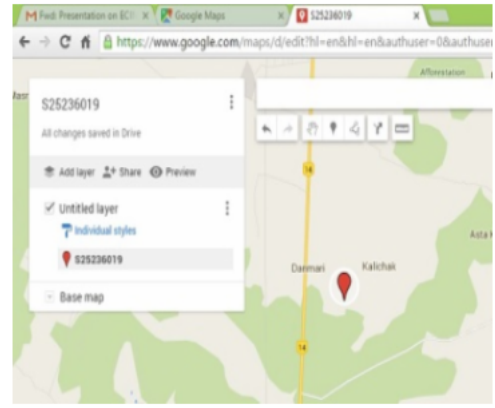 Fwd: Presentation on ECR
Google Maps
S25236019
https://www.google.com/maps/d/edit?hl=en&hl=en&authuser=0&authuser
Afforestation
S25236019
All changes saved in Drive
Add layer Share Preview
Untitled layer
Individual styles
14
S25236019
Asta
Danmari
Kalichak
Base map
14